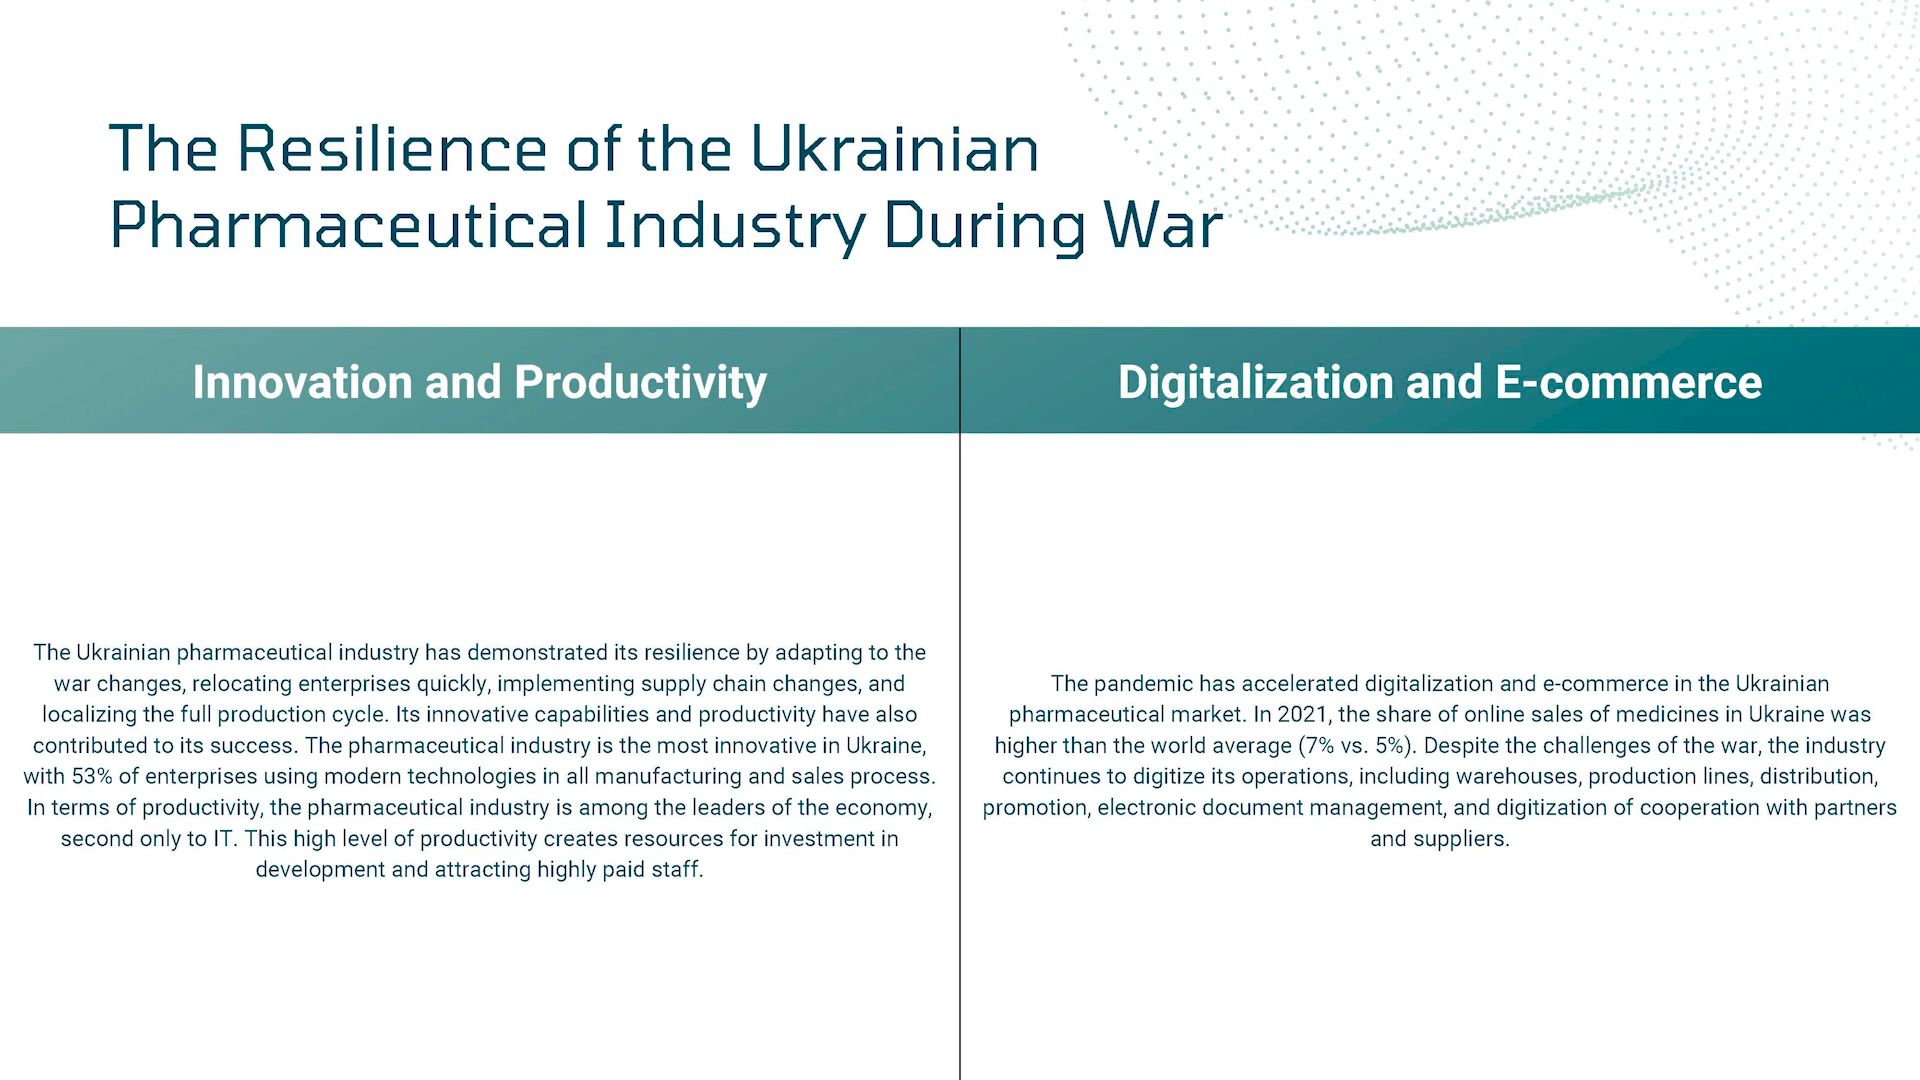 The Resilience of the Ukrainian
Pharmaceutical Industry During War
Innovation and Productivity
The Ukrainian pharmaceutical industry has demonstrated its resilience by adapting to the
war changes, relocating enterprises quickly, implementing supply chain changes, and
localizing the full production cycle. Its innovative capabilities and productivity have also
contributed to its success. The pharmaceutical industry is the most innovative in Ukraine,
with 53% of enterprises using modern technologies in all manufacturing and sales process.
In terms of productivity, the pharmaceutical industry is among the leaders of the economy,
second only to IT. This high level of productivity creates resources for investment in
development and attracting highly paid staff.
Digitalization and E-commerce
The pandemic has accelerated digitalization and e-commerce in the Ukrainian
pharmaceutical market. In 2021, the share of online sales of medicines in Ukraine was
higher than the world average (7% vs. 5%). Despite the challenges of the war, the industry
continues to digitize its operations, including warehouses, production lines, distribution,
promotion, electronic document management, and digitization of cooperation with partners
and suppliers.